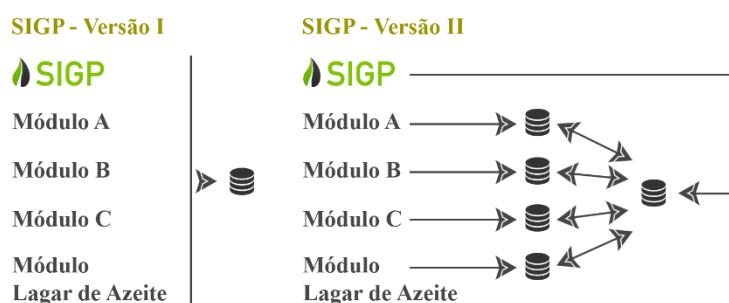 SIGP - Versão I
SIGP
Módulo A
Módulo B
Módulo C
Módulo
Lagar de Azeite
SIGP - Versão II
SIGP
Módulo A
Módulo B
Módulo C
Módulo
Lagar de Azeite